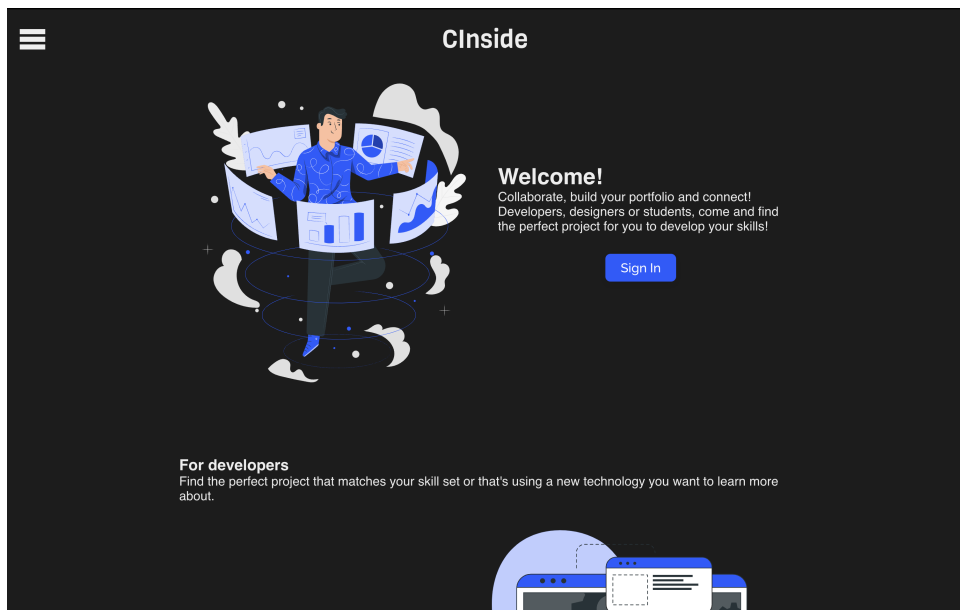 CInside
Welcome!
Collaborate, build your portfolio and connect!
Developers, designers or students, come and find
the perfect project for you to develop your skills!
Sign In
For developers
Find the perfect project that matches your skill set or that's using a new technology you want to learn more
about.